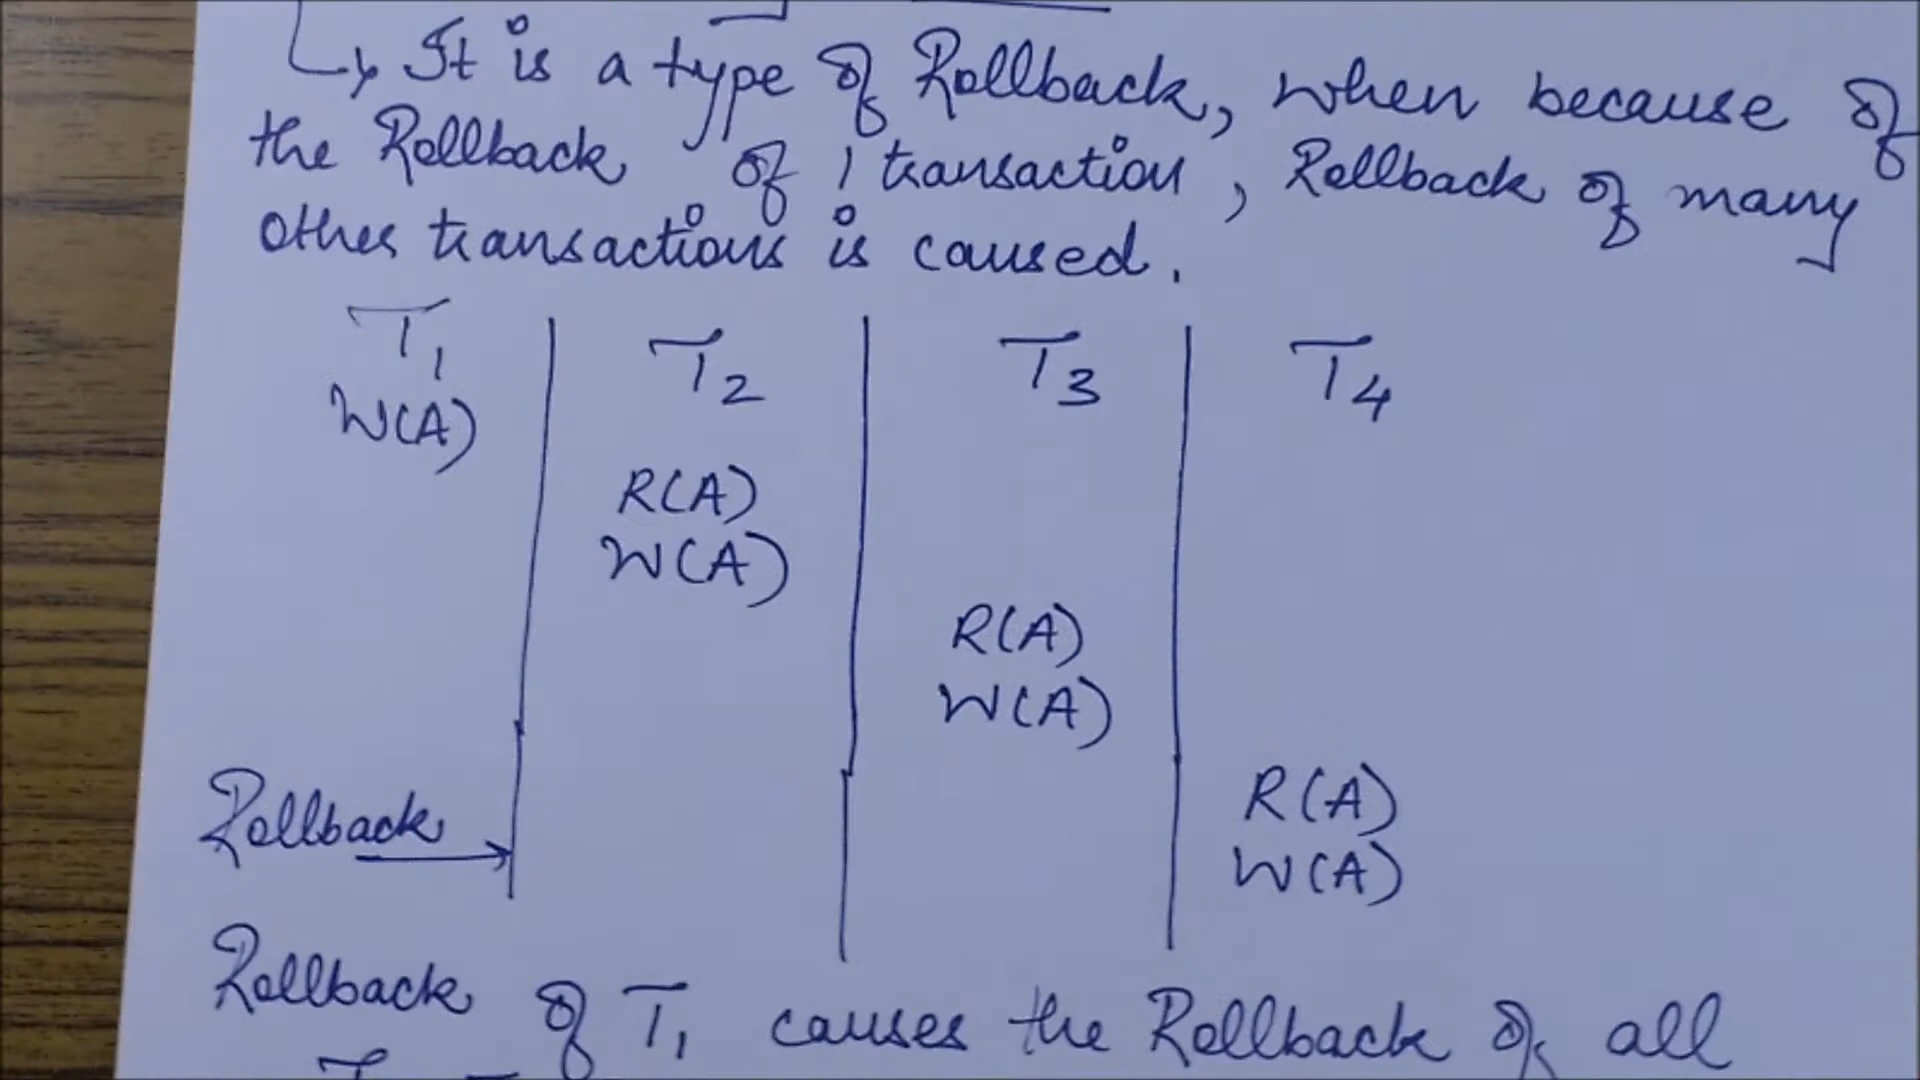 It is a type of Rollback, when because of
the Rollback of 1 transaction, Rollback of many
other transactions is caused.
T1 T2 T3 T4
W(A)
R(A)
W(A)
R(A)
W(A)
Rollback
R(A)
W(A)
Rollback of T1 causes the Rollback of all